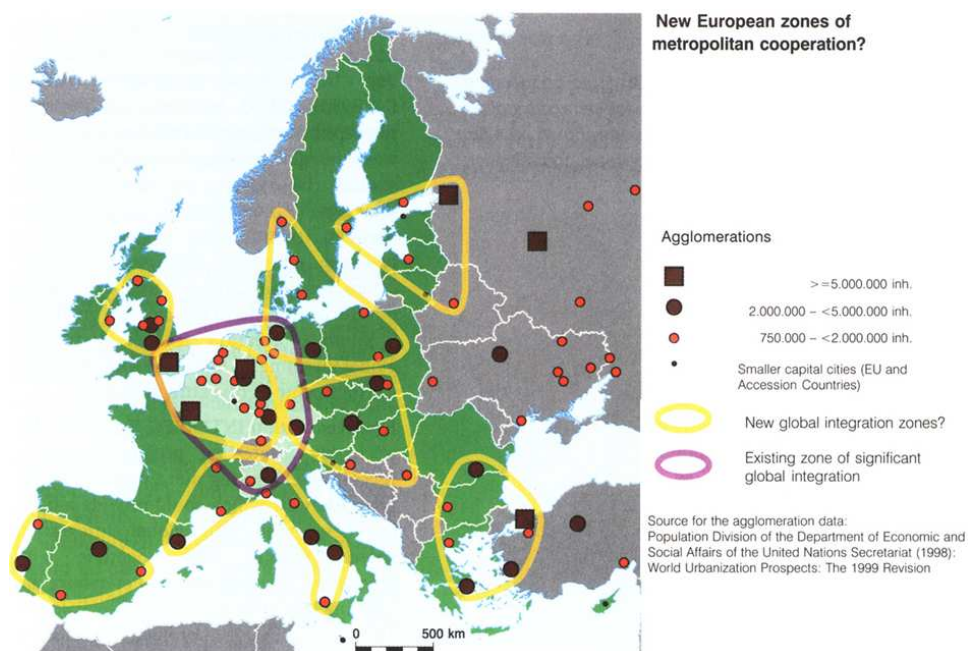 New European zones of
metropolitan cooperation?
Agglomerations
>=5.000.000 inh.
2.000.000 – <5.000.000 inh.
750.000 – <2.000.000 inh.
Smaller capital cities (EU and
Accession Countries)
New global integration zones?
Existing zone of significant
global integration
Source for the agglomeration data:
Population Division of the Department of Economic and
Social Affairs of the United Nations Secretariat (1998):
World Urbanization Prospects: The 1999 Revision
0 500 km